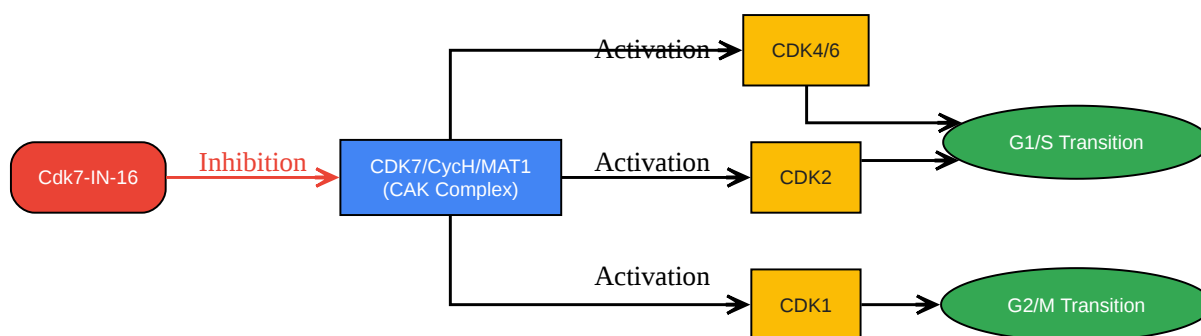 Activation
CDK4/6
G1/S Transition
Cdk7-IN-16
Inhibition
CDK7/CycH/MAT1
(CAK Complex)
Activation
CDK2
Activation
CDK1
G2/M Transition